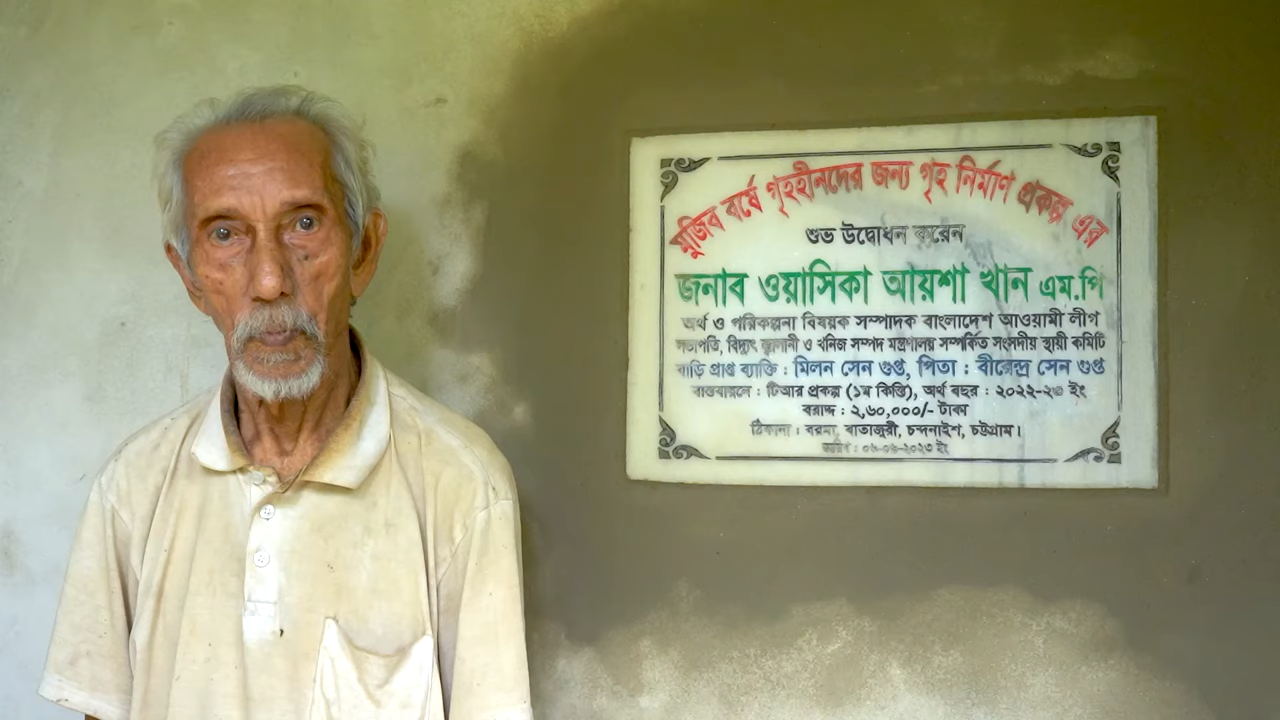 মুজিব বর্ষে গৃহহীনদের জন্য গৃহ নির্মাণ প্রকল্প এর
শুভ উদ্বোধন করেন
জনাব ওয়াসিকা আয়শা খান এম.পি
অর্থ ও পরিকল্পনা বিষয়ক সম্পাদক বাংলাদেশ আওয়ামী লীগ
সভাপতি, বিদ্যুৎ জ্বালানী ও খনিজ সম্পদ মন্ত্রণালয় সম্পর্কিত সংসদীয় স্থায়ী কমিটি
বাড়ি প্রাপ্ত ব্যাক্তি : মিলন সেন গুপ্ত, পিতা : বীরেন্দ্র সেন গুপ্ত
বাস্তবায়নে : টিআর প্রকল্প (১ম কিস্তি), অর্থ বছর : ২০২২-২৩ ইং
বরাদ্দ : ২,৬০,০০০/- টাকা
ঠিকানা : বরমা, বাতাজুরী, চন্দনাইশ, চট্টগ্রাম।
ইং